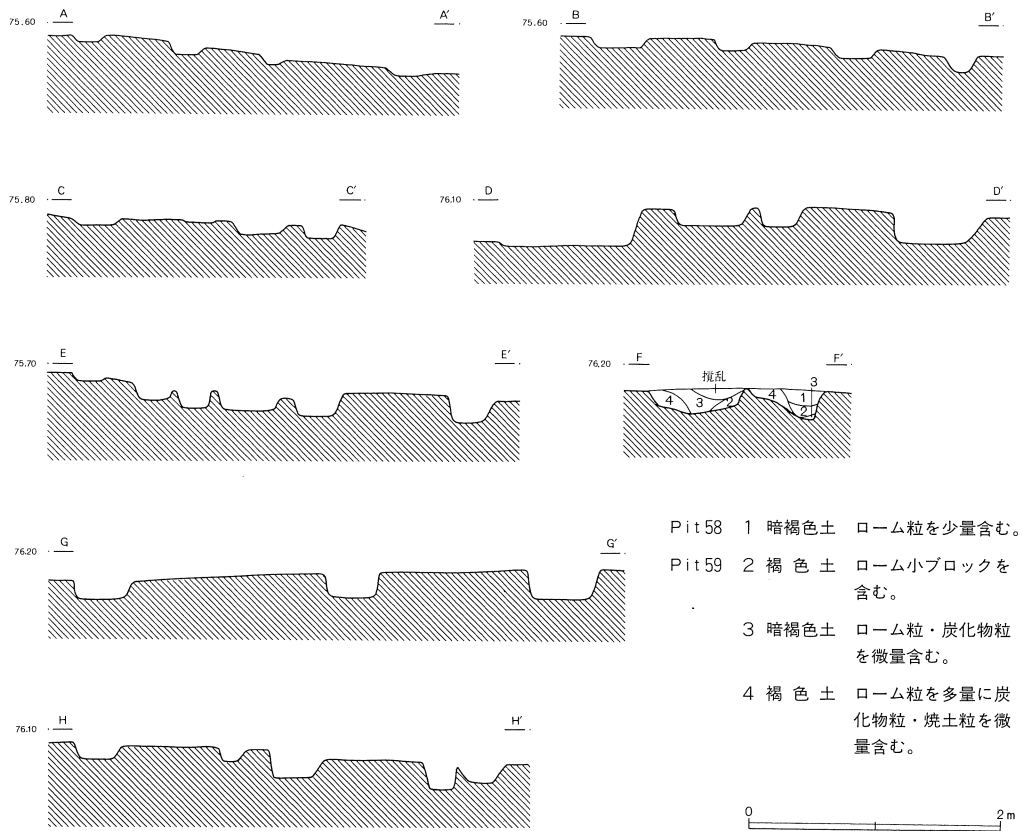 A A′
75.60
B B′
75.60
C C′
75.80
D D′
76.10
E E′
75.70
F F′
76.20
撹乱
3
4 3 2 4 1
2
G G′
76.20
H H′
76.10
Pit58 1 暗褐色土 ローム粒を少量含む。
Pit59 2 褐色土 ローム小ブロックを
含む。
3 暗褐色土 ローム粒・炭化物粒
を微量含む。
4 褐色土 ローム粒を多量に炭
化物粒・焼土粒を微
量含む。
0 2m